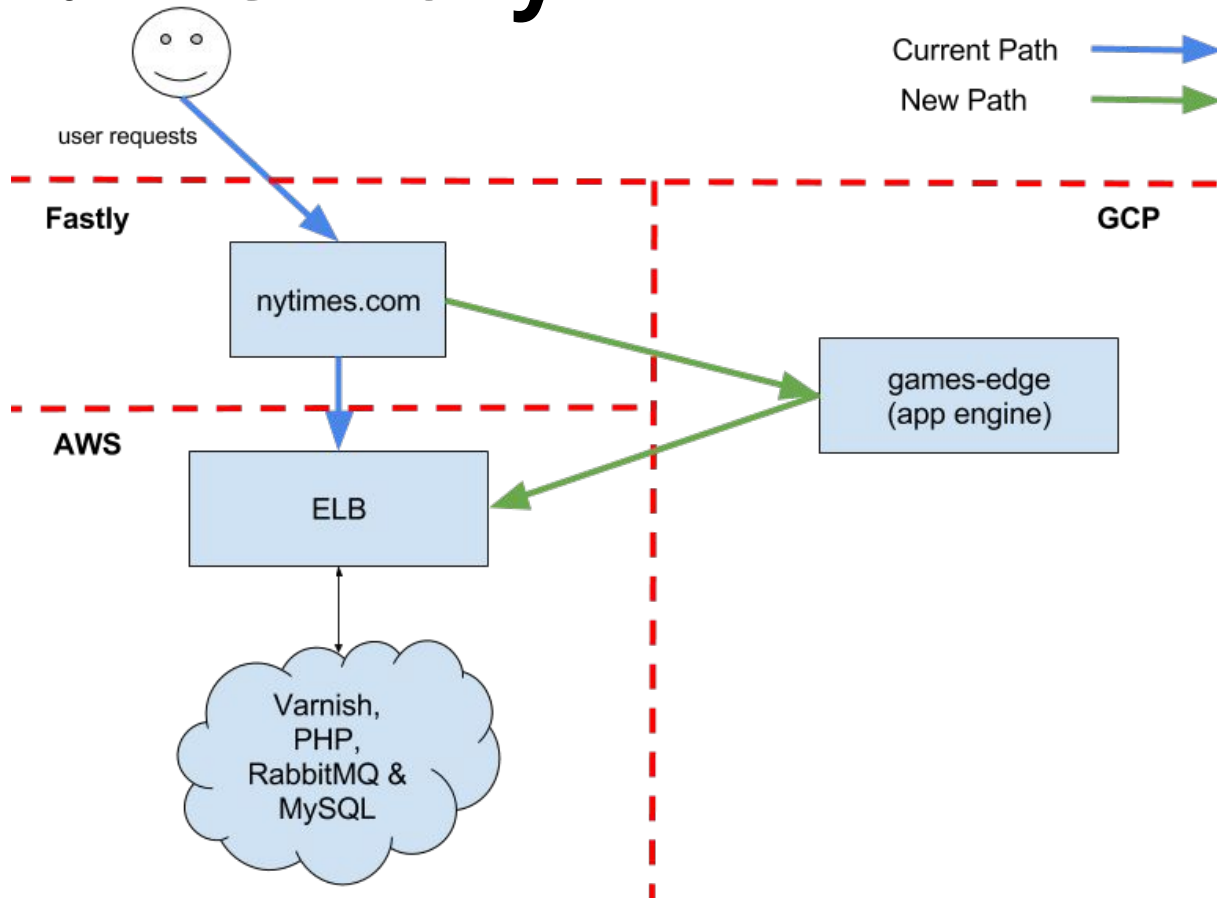 Current Path
New Path
user requests
Fastly
GCP
nytimes.com
games-edge
(app engine)
AWS
ELB
Varnish,
PHP,
RabbitMQ &
MySQL